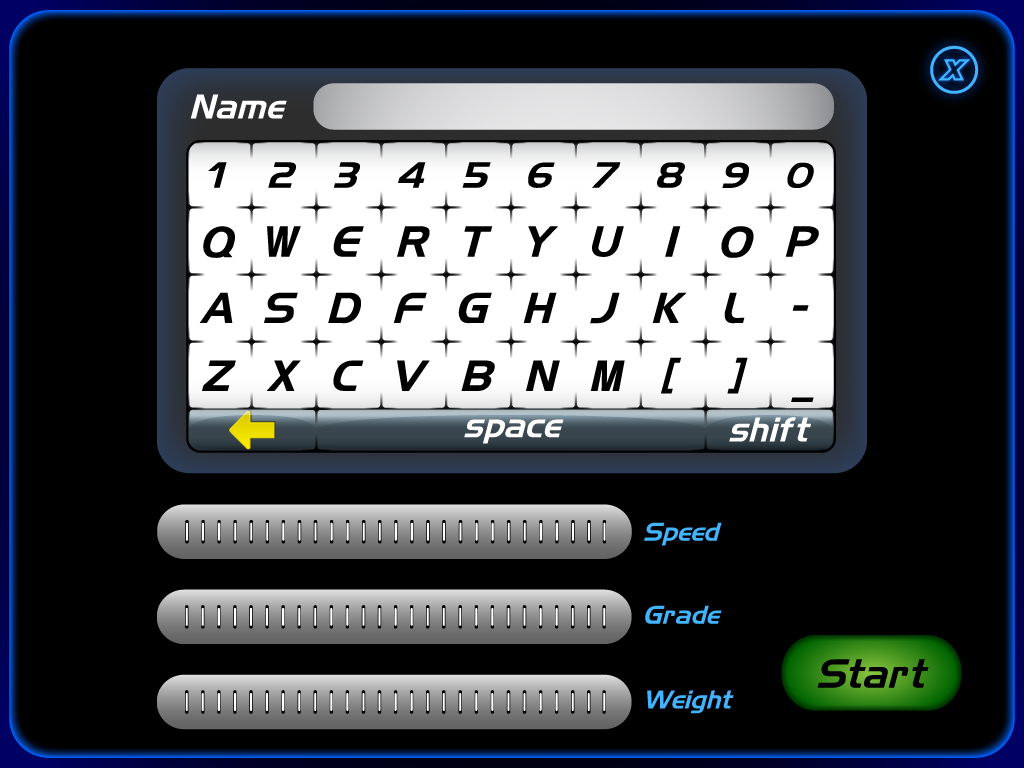 X
Name
1 2 3 4 5 6 7 8 9 0
Q W E R T Y U I O P
A S D F G H J K L -
Z X C V B N M [ ] _
space shift
Speed
Grade
Start
Weight